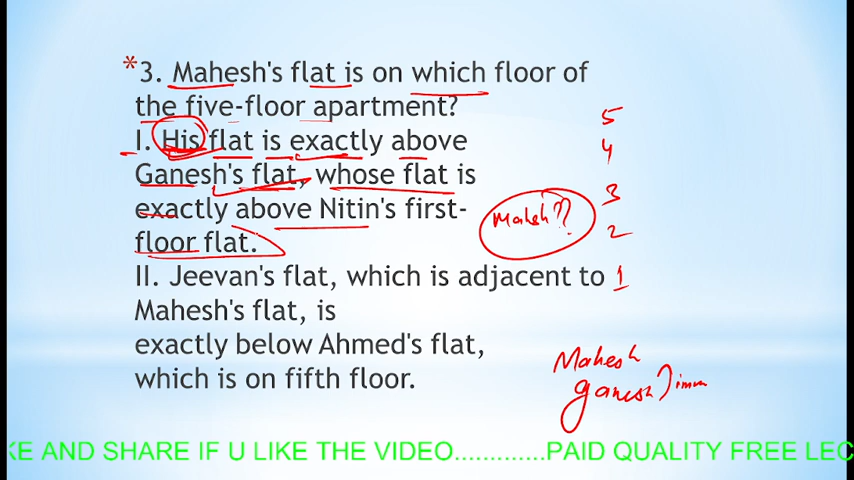 *3. Mahesh's flat is on which floor of
the five-floor apartment?
I. His flat is exactly above
Ganesh's flat, whose flat is
exactly above Nitin's first-
floor flat.
II. Jeevan's flat, which is adjacent to
Mahesh's flat, is
exactly below Ahmed's flat,
which is on fifth floor.
5
4
3
2
1
Mahsh??
Mahesh
Ganesh
KE AND SHARE IF U LIKE THE VIDEO.............PAID QUALITY FREE LEC